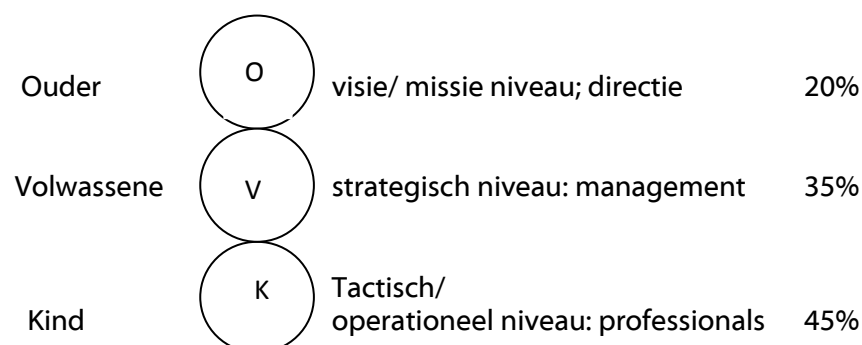 Ouder O visie/ missie niveau; directie 20%
Volwassene V strategisch niveau: management 35%
K Tactisch/
Kind operationeel niveau: professionals 45%